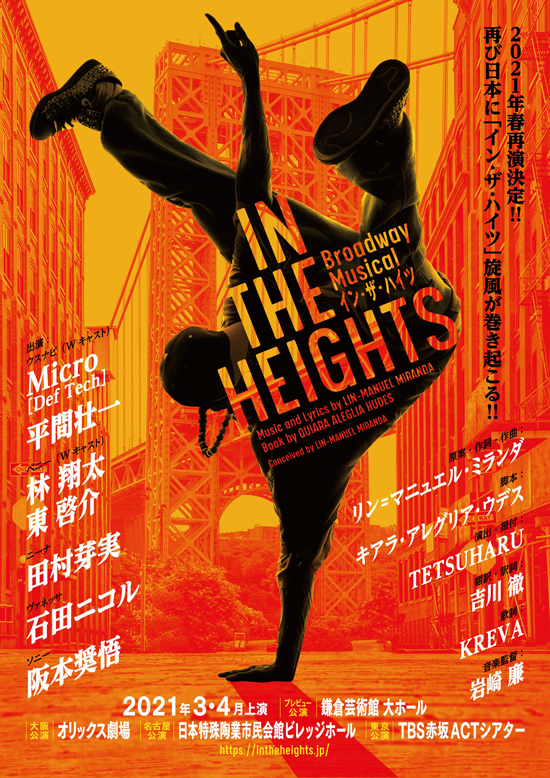 2021年春再演決定!!
再び日本に「イン・ザ・ハイツ」旋風が巻き起こる!!
IN
THE
HEIGHTS
Broadway
Musical
イン・ザ・ハイツ
Music and Lyrics by LIN-MANUEL MIRANDA
Book by QUIARA ALEGLIA HUDES
Conceived by LIN-MANUEL MIRANDA
出演：
ウスナビ（Wキャスト）
Micro
[Def Tech]
平間壮一
ベニー（Wキャスト）
林 翔太
東 啓介
ニーナ
田村芽実
ヴァネッサ
石田ニコル
ソニー
阪本奨悟
原案・作詞・作曲：
リン＝マニュエル・ミランダ
脚本：
キアラ・アレグリア・ウデス
演出・振付：
TETSUHARU
翻訳・訳詞：
吉川 徹
歌詞：
KREVA
音楽監督：
岩崎 廉
2021年3・4月上演 プレビュー公演 鎌倉芸術館 大ホール
大阪公演 オリックス劇場 名古屋公演 日本特殊陶業市民会館ビレッジホール 東京公演 TBS赤坂ACTシアター
https://intheheights.jp/